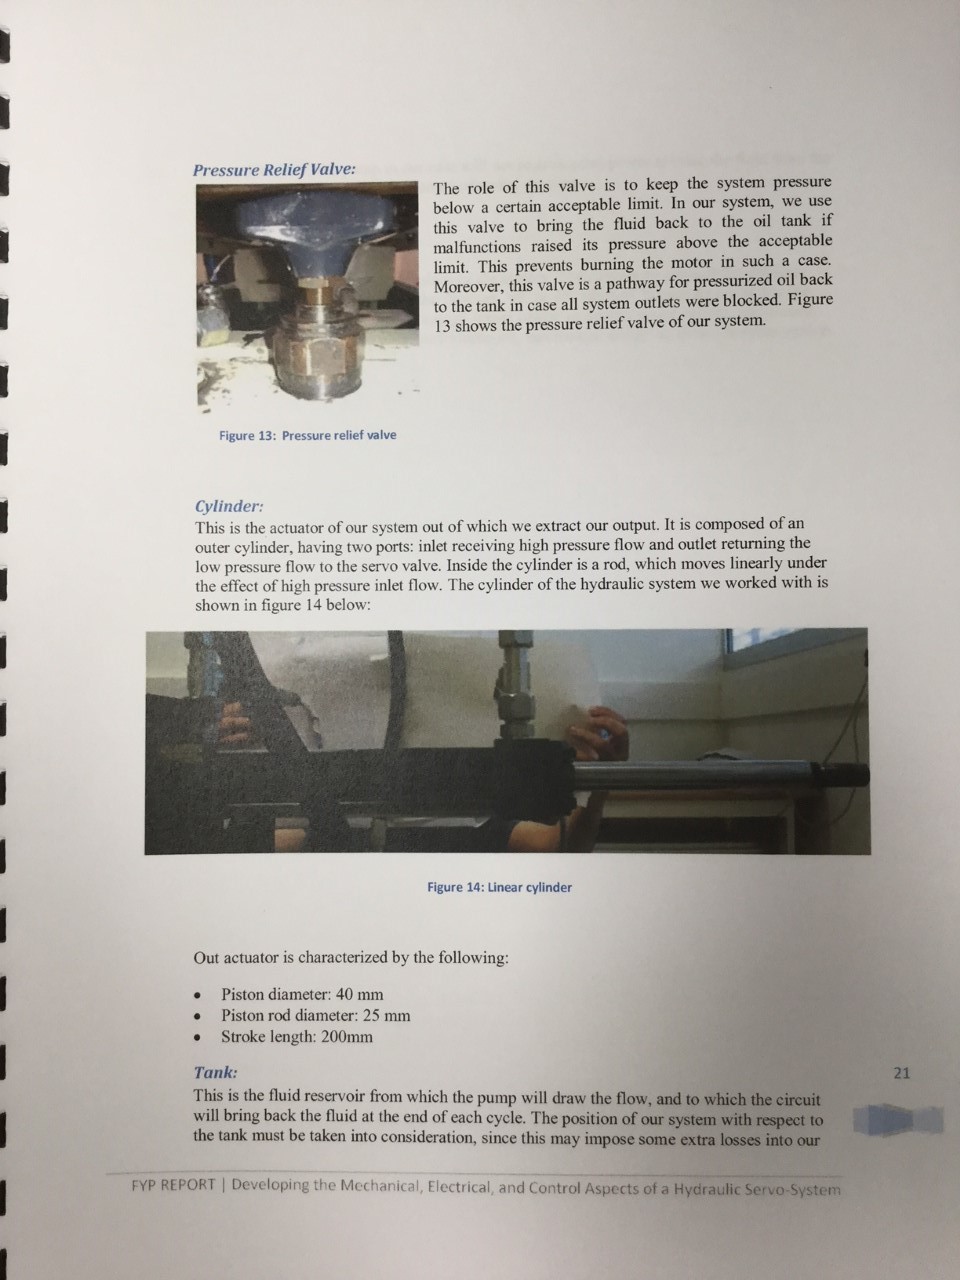 Pressure Relief Valve:
The role of this valve is to keep the system pressure
below a certain acceptable limit. In our system, we use
this valve to bring the fluid back to the oil tank if
malfunctions raised its pressure above the acceptable
limit. This prevents burning the motor in such a case.
Moreover, this valve is a pathway for pressurized oil back
to the tank in case all system outlets were blocked. Figure
13 shows the pressure relief valve of our system.
Figure 13: Pressure relief valve
Cylinder:
This is the actuator of our system out of which we extract our output. It is composed of an
outer cylinder, having two ports: inlet receiving high pressure flow and outlet returning the
low pressure flow to the servo valve. Inside the cylinder is a rod, which moves linearly under
the effect of high pressure inlet flow. The cylinder of the hydraulic system we worked with is
shown in figure 14 below:
Figure 14: Linear cylinder
Out actuator is characterized by the following:
• Piston diameter: 40 mm
• Piston rod diameter: 25 mm
• Stroke length: 200mm
Tank:
This is the fluid reservoir from which the pump will draw the flow, and to which the circuit
will bring back the fluid at the end of each cycle. The position of our system with respect to
the tank must be taken into consideration, since this may impose some extra losses into our
21
FYP REPORT | Developing the Mechanical, Electrical, and Control Aspects of a Hydraulic Servo-System